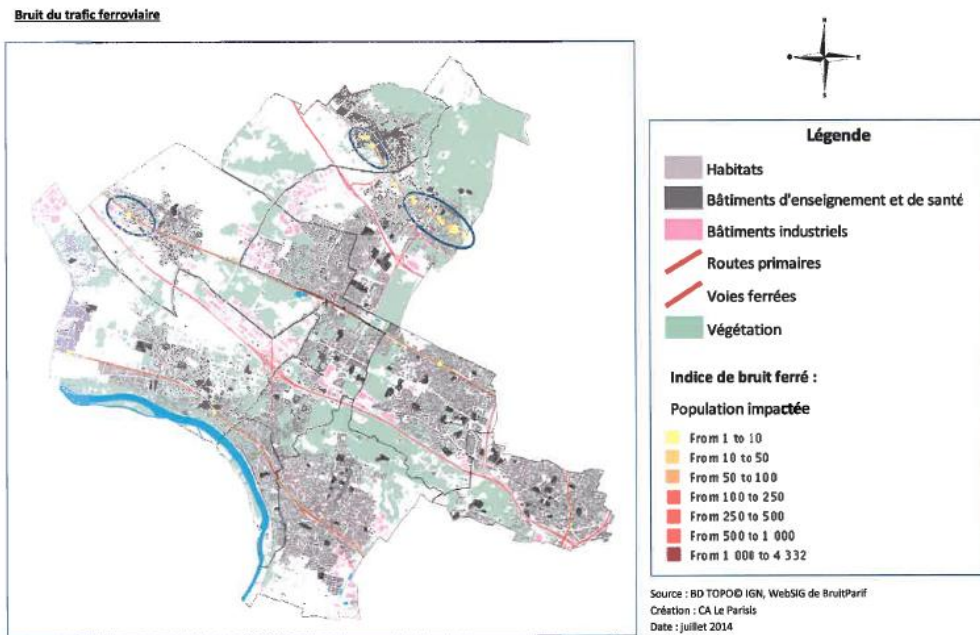 Bruit du trafic ferroviaire
N
E
S
Légende
Habitats
Bâtiments d'enseignement et de santé
Bâtiments industriels
Routes primaires
Voies ferrées
Végétation
Indice de bruit ferré :
Population impactée
From 1 to 10
From 10 to 50
From 50 to 100
From 100 to 250
From 250 to 500
From 500 to 1 000
From 1 000 to 4 332
Source : BD TOPO© IGN, WebSIG de BruitParif
Création : CA Le Parisis
Date : juillet 2014